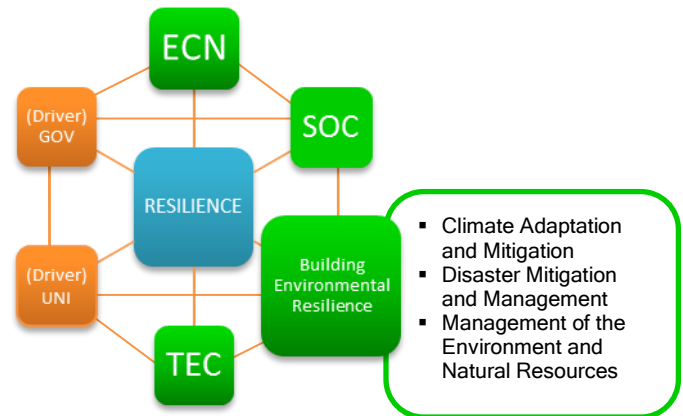 ECN
(Driver)
GOV
SOC
RESILIENCE
(Driver)
UNI
Building
Environmental
Resilience
TEC
▪ Climate Adaptation
and Mitigation
▪ Disaster Mitigation
and Management
▪ Management of the
Environment and
Natural Resources